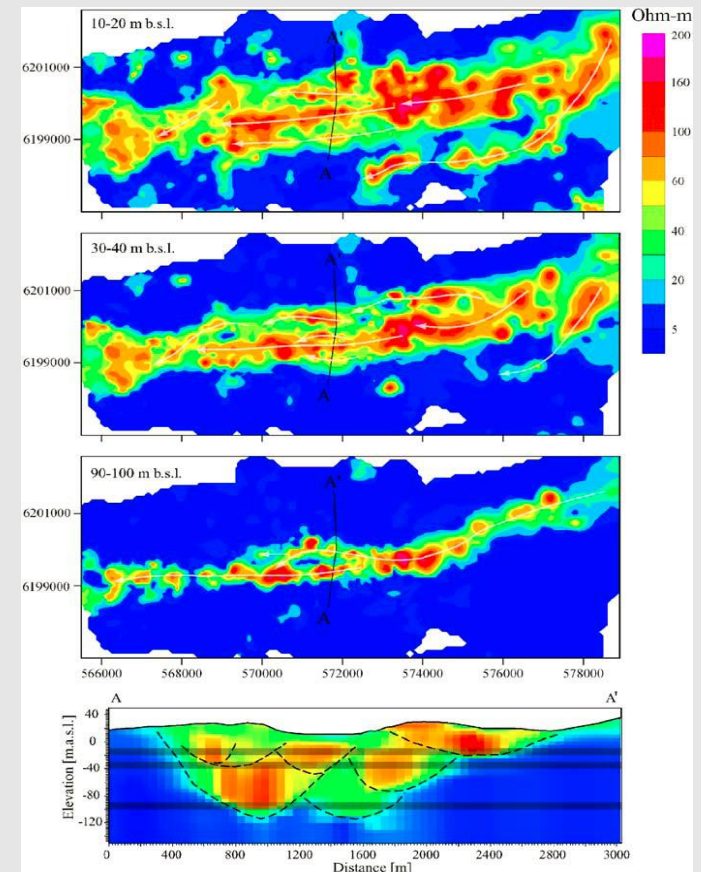 Ohm-m
10-20 m b.s.l.
A'
A
6201000
6199000
200
160
100
60
40
20
5
30-40 m b.s.l.
A'
A
6201000
6199000
90-100 m b.s.l.
A'
A
6201000
6199000
566000 568000 570000 572000 574000 576000 578000
A A'
Elevation [m.a.s.l.]
40
0
-40
-80
-120
0 400 800 1200 1600 2000 2400 2800 3000
Distance [m]